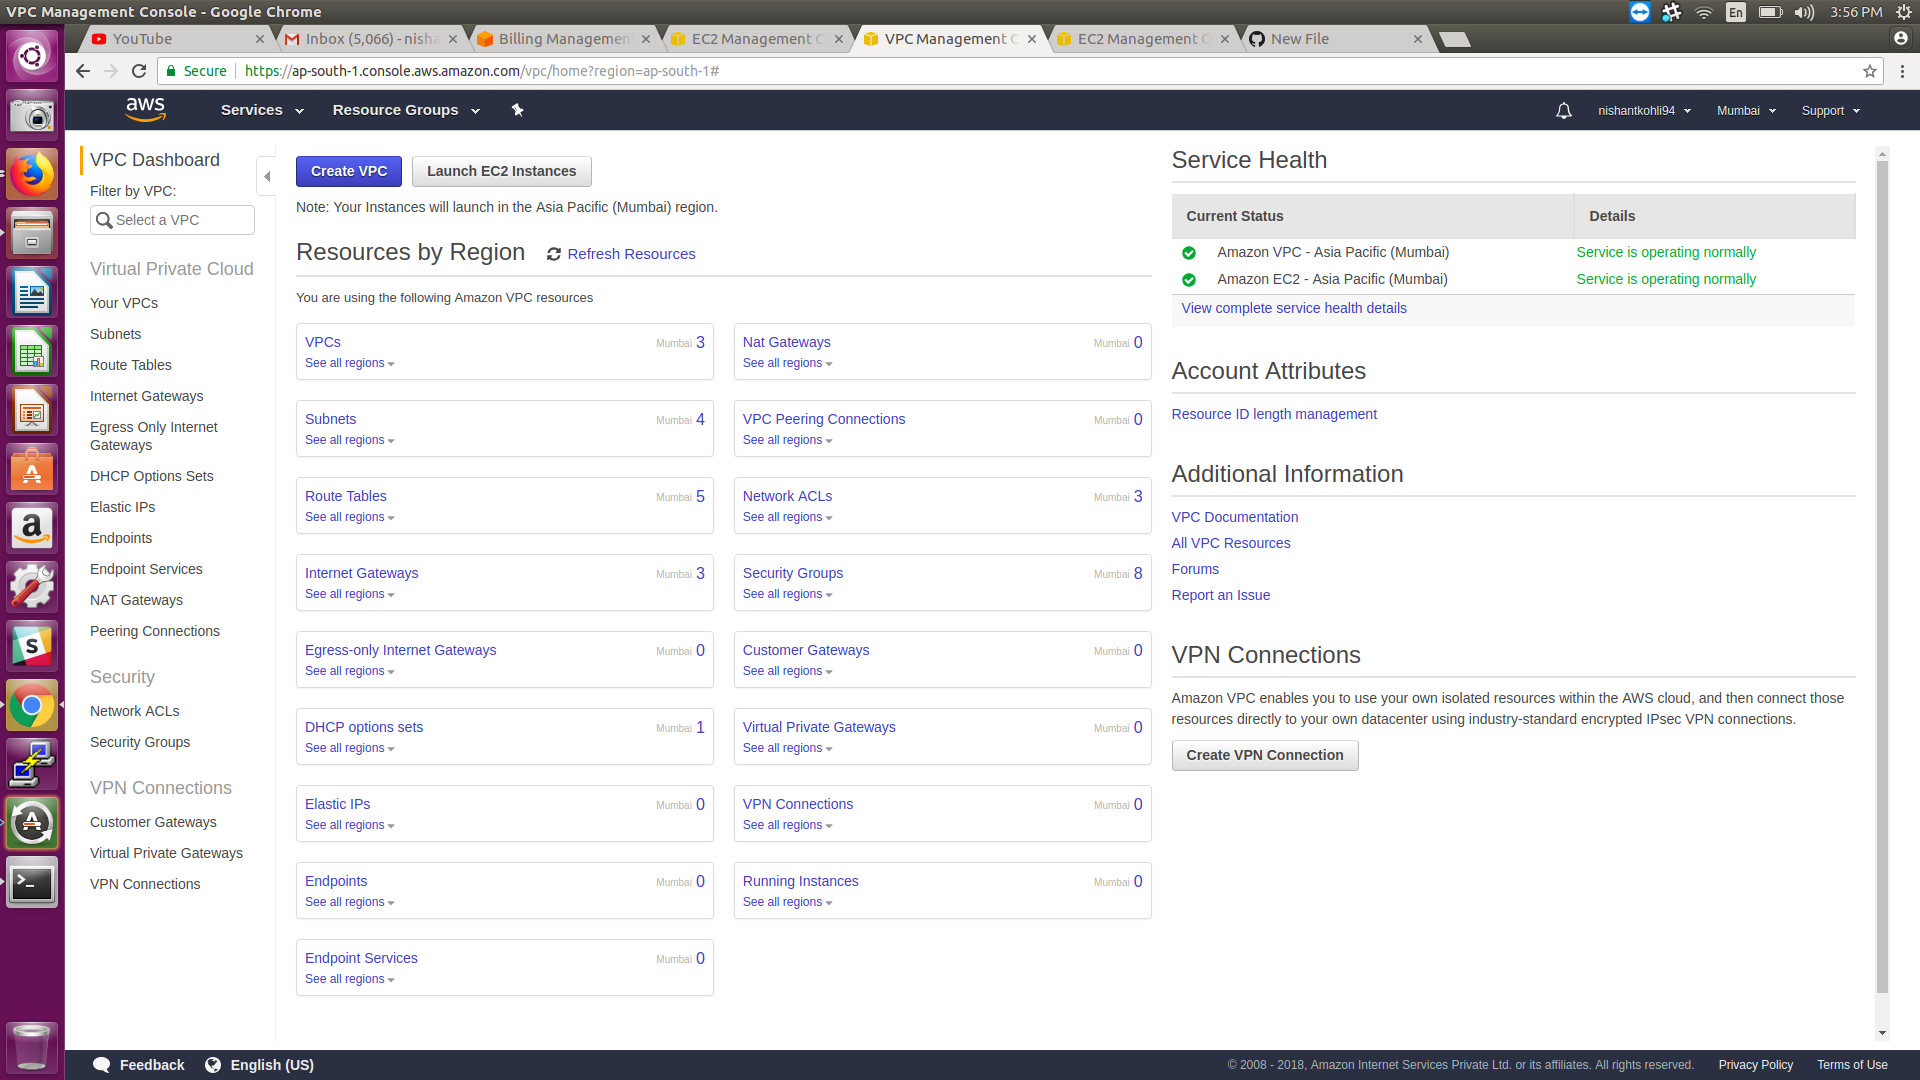 VPC Management Console - Google Chrome
En
3:56 PM
YouTube
Inbox (5,066) - nisha
Billing Managemen
EC2 Management C
VPC Management C
EC2 Management C
New File
Secure
https://ap-south-1.console.aws.amazon.com/vpc/home?region=ap-south-1#
aws
Services
Resource Groups
nishantkohli94
Mumbai
Support
VPC Dashboard
Filter by VPC:
Select a VPC
Virtual Private Cloud
Your VPCs
Subnets
Route Tables
Internet Gateways
Egress Only Internet
Gateways
DHCP Options Sets
Elastic IPs
Endpoints
Endpoint Services
NAT Gateways
Peering Connections
Security
Network ACLs
Security Groups
VPN Connections
Customer Gateways
Virtual Private Gateways
VPN Connections
Create VPC
Launch EC2 Instances
Note: Your Instances will launch in the Asia Pacific (Mumbai) region.
Resources by Region
Refresh Resources
You are using the following Amazon VPC resources
VPCs
Mumbai 3
See all regions
Nat Gateways
Mumbai 0
See all regions
Subnets
Mumbai 4
See all regions
VPC Peering Connections
Mumbai 0
See all regions
Route Tables
Mumbai 5
See all regions
Network ACLs
Mumbai 3
See all regions
Internet Gateways
Mumbai 3
See all regions
Security Groups
Mumbai 8
See all regions
Egress-only Internet Gateways
Mumbai 0
See all regions
Customer Gateways
Mumbai 0
See all regions
DHCP options sets
Mumbai 1
See all regions
Virtual Private Gateways
Mumbai 0
See all regions
Elastic IPs
Mumbai 0
See all regions
VPN Connections
Mumbai 0
See all regions
Endpoints
Mumbai 0
See all regions
Running Instances
Mumbai 0
See all regions
Endpoint Services
Mumbai 0
See all regions
Service Health
Current Status
Details
Amazon VPC - Asia Pacific (Mumbai)
Service is operating normally
Amazon EC2 - Asia Pacific (Mumbai)
Service is operating normally
View complete service health details
Account Attributes
Resource ID length management
Additional Information
VPC Documentation
All VPC Resources
Forums
Report an Issue
VPN Connections
Amazon VPC enables you to use your own isolated resources within the AWS cloud, and then connect those
resources directly to your own datacenter using industry-standard encrypted IPsec VPN connections.
Create VPN Connection
Feedback
English (US)
© 2008 - 2018, Amazon Internet Services Private Ltd. or its affiliates. All rights reserved.
Privacy Policy
Terms of Use